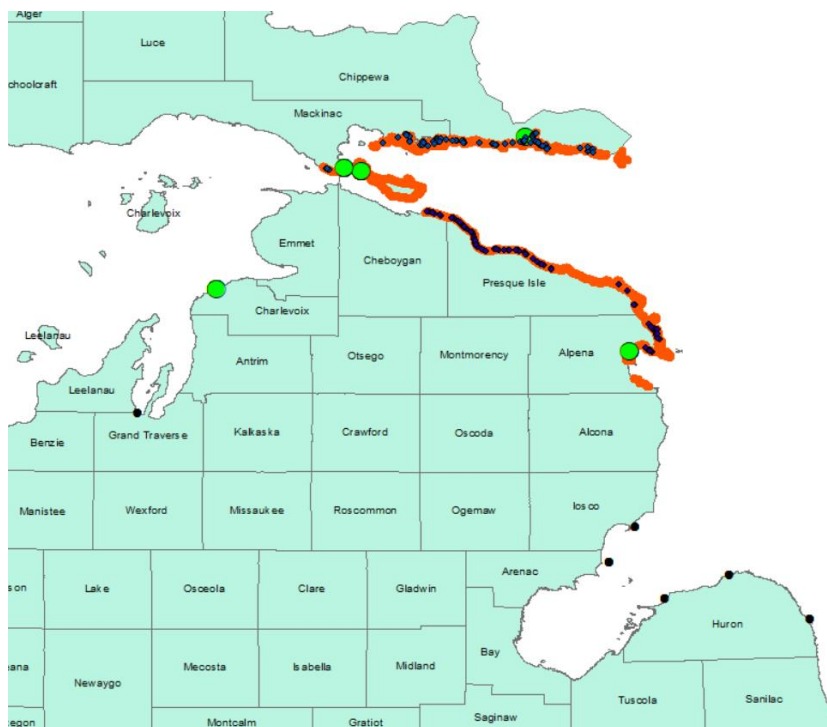 Alger
Luce
Chippewa
hoolcraft
Mackinac
Charlevoix
Emmet
Cheboygan
Presque Isle
Charlevoix
Leelanau
Antrim
Otsego
Montmorency
Alpena
Leelanau
Grand Traverse
Kalkaska
Crawford
Oscoda
Alcona
Benzie
Manistee
Wexford
Missaukee
Roscommon
Ogemaw
Iosco
Arenac
son
Lake
Osceola
Clare
Gladwin
Huron
Bay
eana
Newaygo
Mecosta
Isabella
Midland
Tuscola
Sanilac
egon
Montcalm
Gratiot
Saginaw